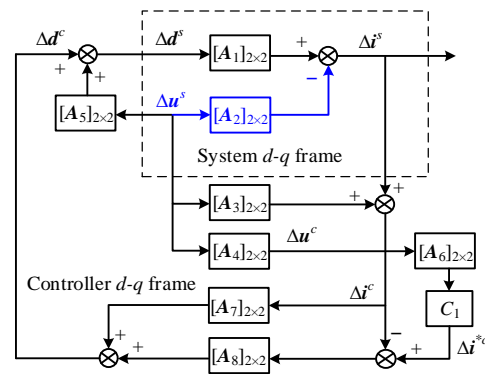 Δd^c
Δd^s
[A_1]_{2×2}
Δi^s
+
+
+
−
[A_5]_{2×2}
Δu^s
[A_2]_{2×2}
System d-q frame
[A_3]_{2×2}
+
+
[A_4]_{2×2}
Δu^c
[A_6]_{2×2}
Controller d-q frame
[A_7]_{2×2}
Δi^c
C_1
+
+
[A_8]_{2×2}
−
+
Δi^{*c}